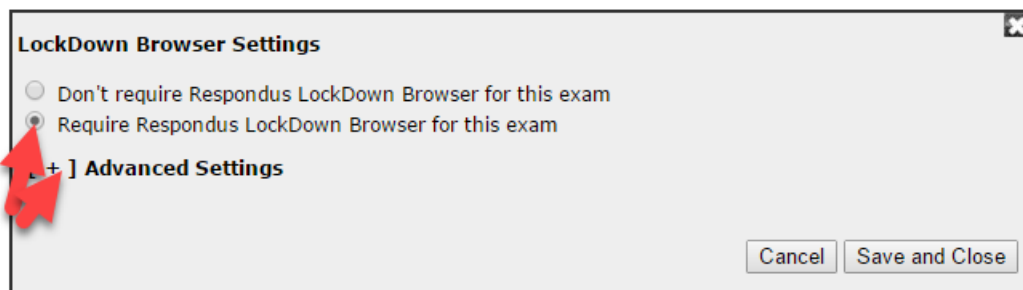 LockDown Browser Settings
Don't require Respondus LockDown Browser for this exam
Require Respondus LockDown Browser for this exam
[ + ] Advanced Settings
Cancel Save and Close